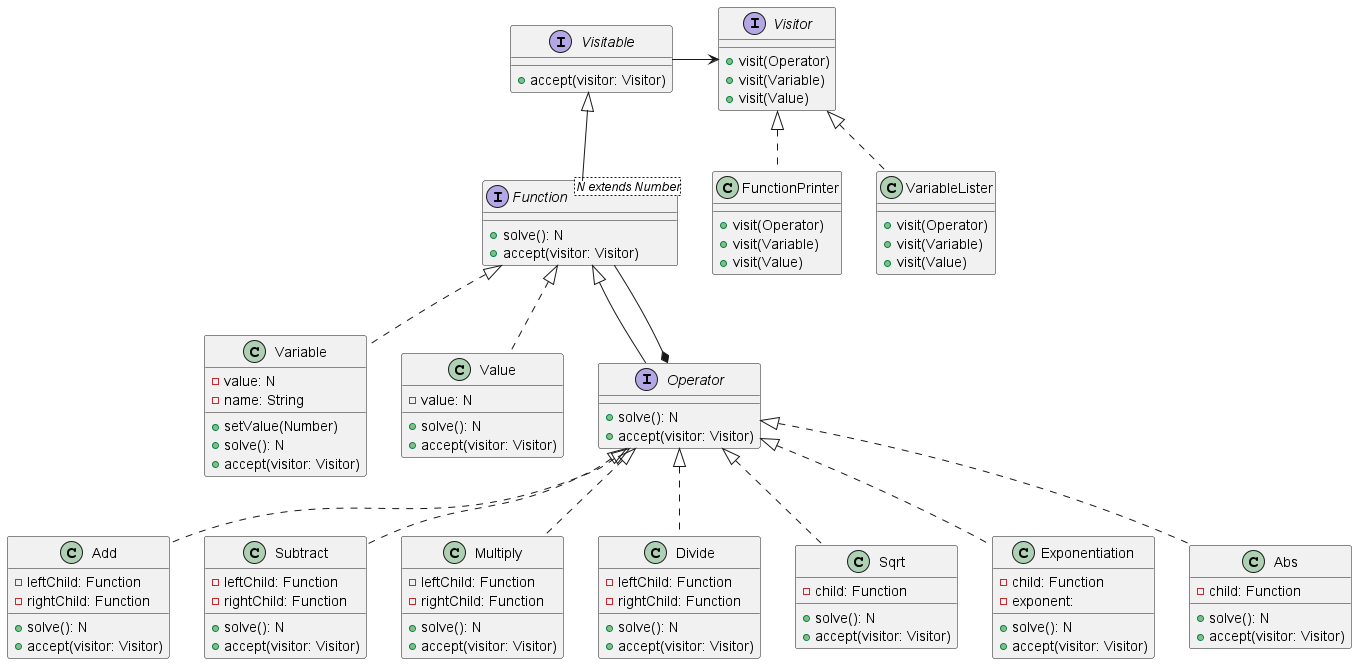 I Visitable
+ accept(visitor: Visitor)
I Visitor
visit(Operator)
visit(Variable)
visit(Value)
I Function
N extends Number
solve(): N
accept(visitor: Visitor)
C FunctionPrinter
visit(Operator)
visit(Variable)
visit(Value)
C VariableLister
visit(Operator)
visit(Variable)
visit(Value)
C Variable
value: N
name: String
setValue(Number)
solve(): N
accept(visitor: Visitor)
C Value
value: N
solve(): N
accept(visitor: Visitor)
I Operator
solve(): N
accept(visitor: Visitor)
C Add
leftChild: Function
rightChild: Function
solve(): N
accept(visitor: Visitor)
C Subtract
leftChild: Function
rightChild: Function
solve(): N
accept(visitor: Visitor)
C Multiply
leftChild: Function
rightChild: Function
solve(): N
accept(visitor: Visitor)
C Divide
leftChild: Function
rightChild: Function
solve(): N
accept(visitor: Visitor)
C Sqrt
child: Function
solve(): N
accept(visitor: Visitor)
C Exponentiation
child: Function
exponent:
solve(): N
accept(visitor: Visitor)
C Abs
child: Function
solve(): N
accept(visitor: Visitor)